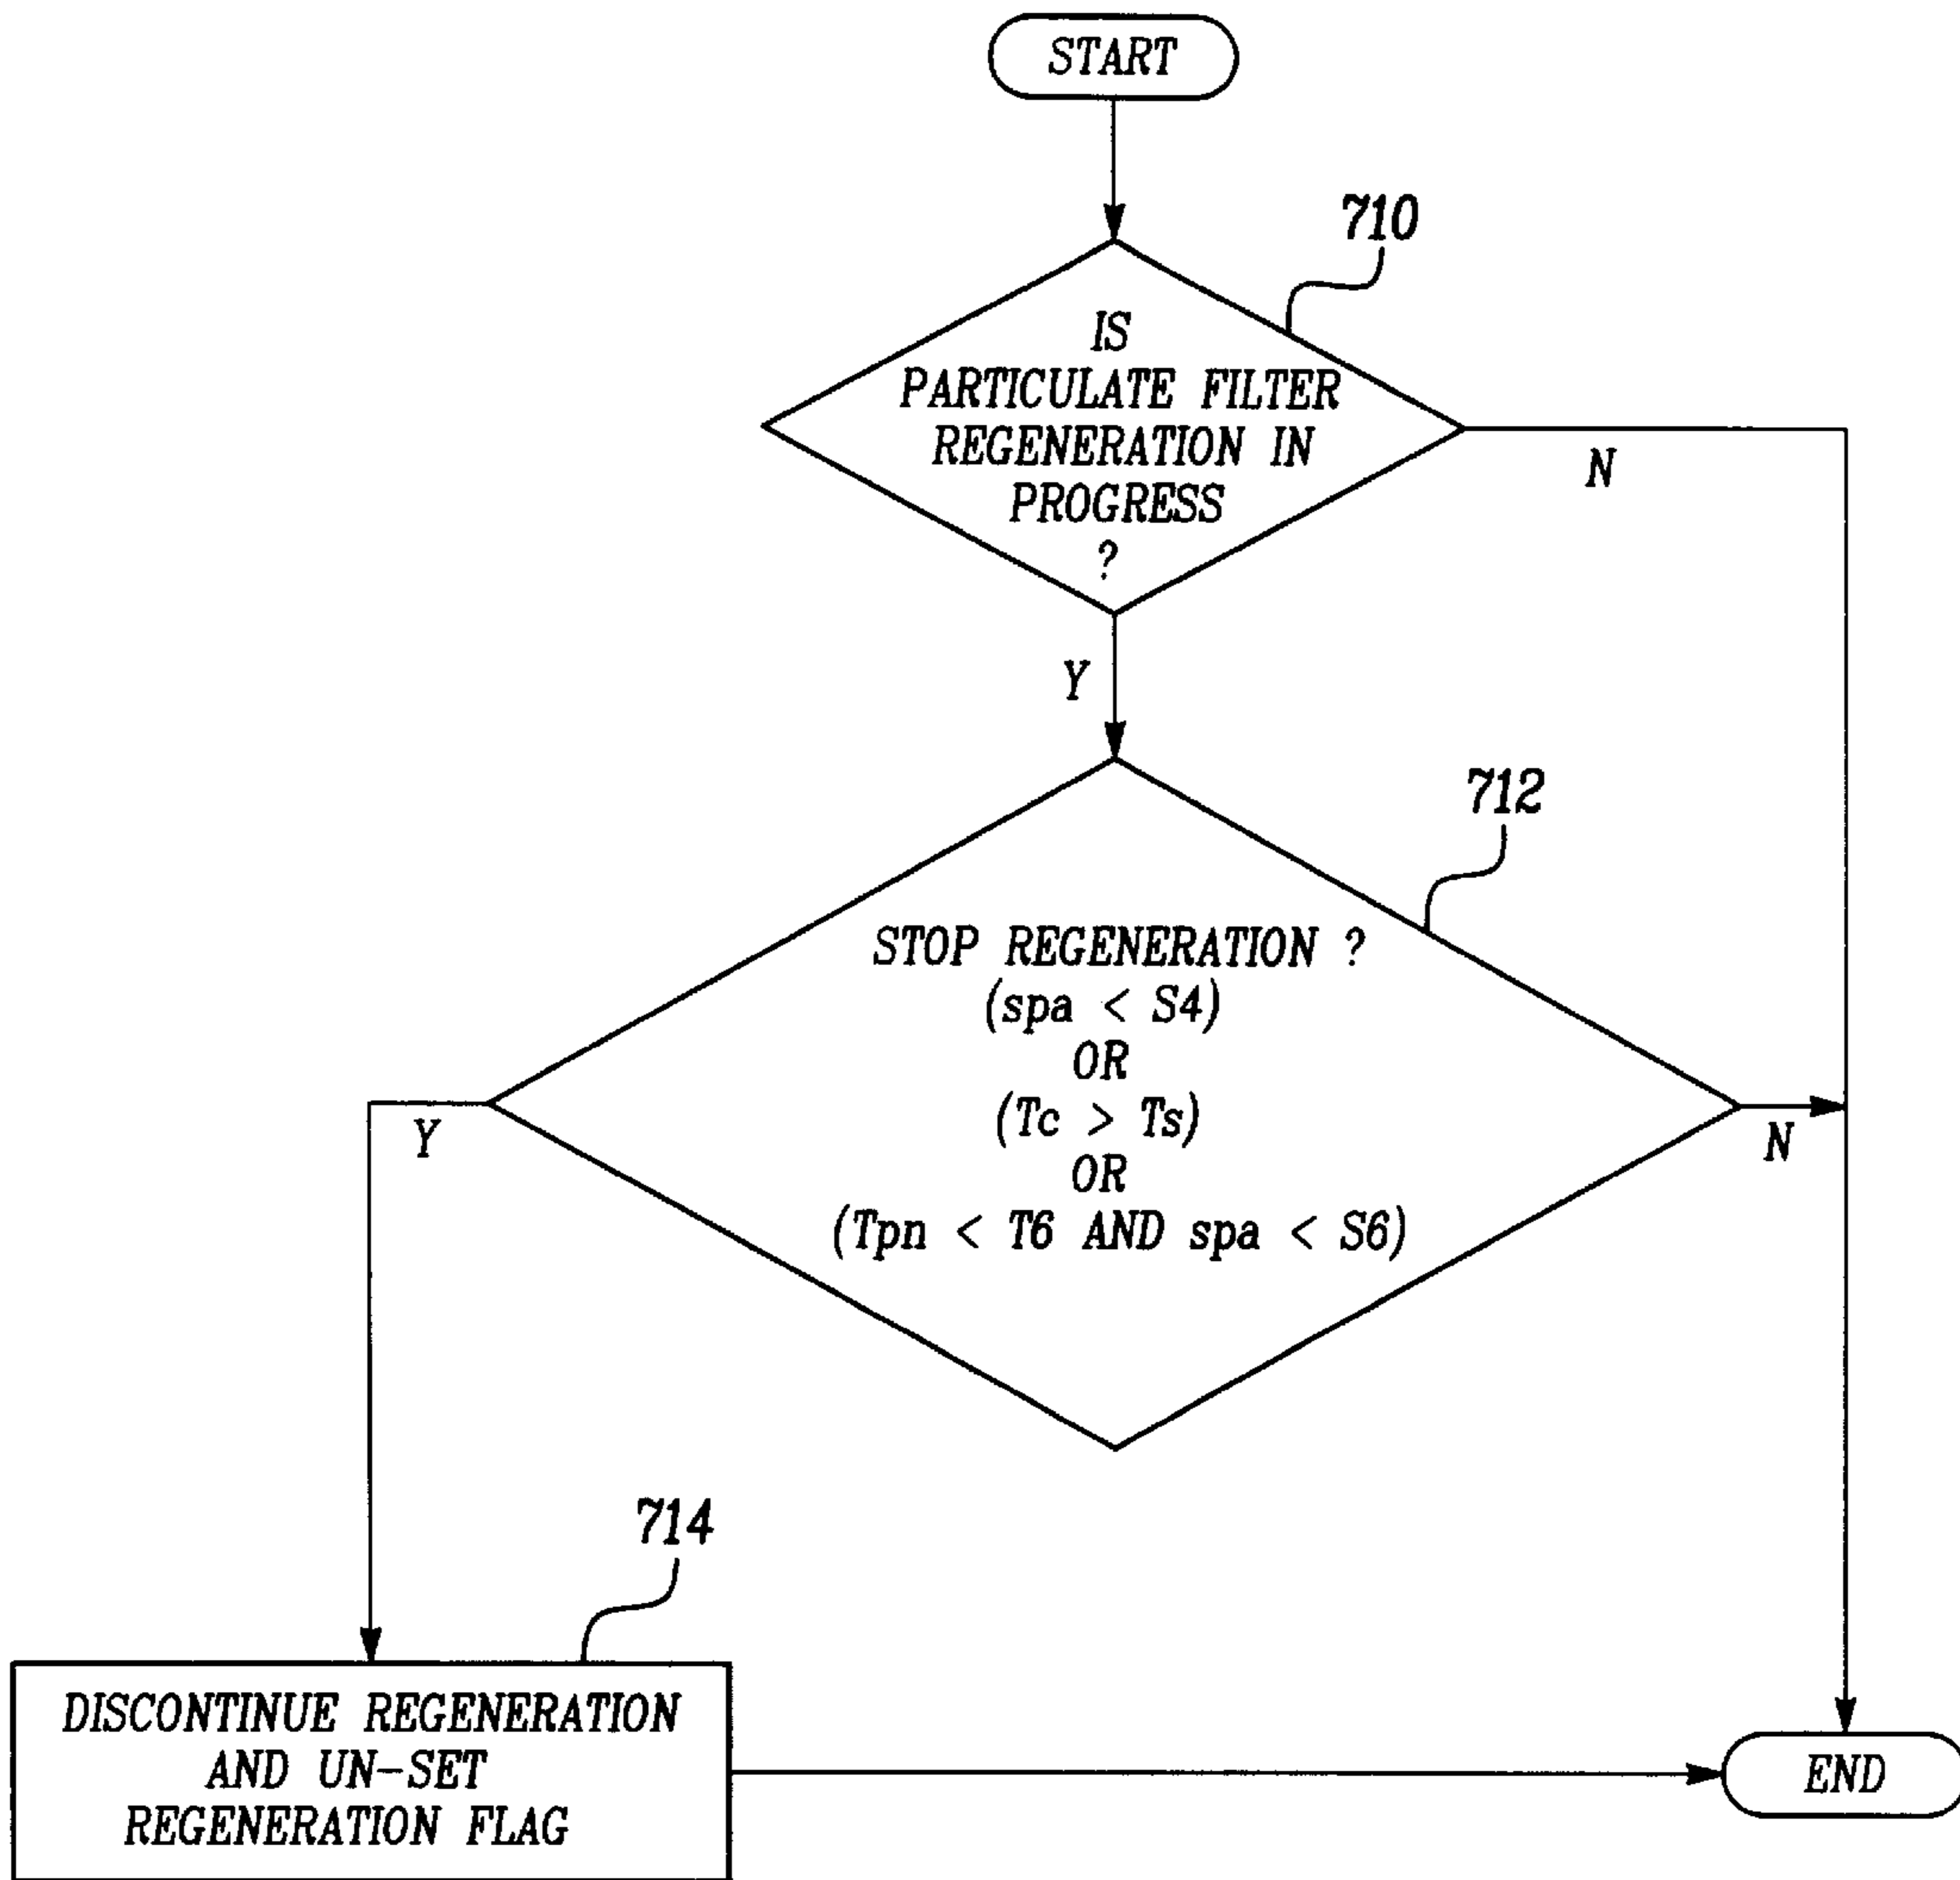 START
710
IS
PARTICULATE FILTER
REGENERATION IN
PROGRESS
?
N
Y
712
STOP REGENERATION ?
(spa < S4)
OR
(Tc > Ts)
OR
(Tpn < T6 AND spa < S6)
Y
N
714
DISCONTINUE REGENERATION
AND UN-SET
REGENERATION FLAG
END